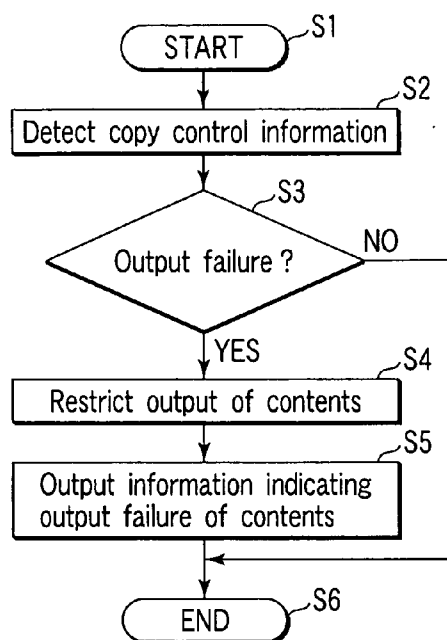 START
S1
S2
Detect copy control information
S3
Output failure ?
NO
YES
S4
Restrict output of contents
S5
Output information indicating
output failure of contents
END
S6